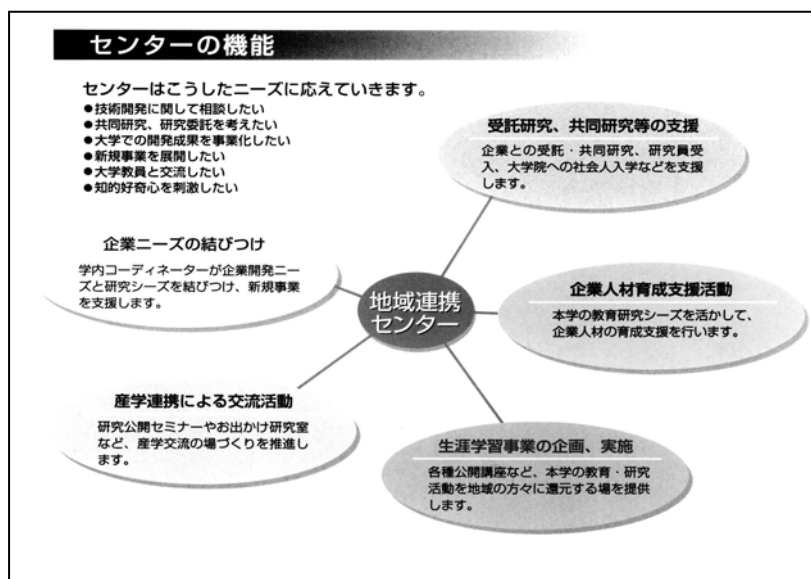 センターの機能
センターはこうしたニーズに応えていきます。
●技術開発に関して相談したい
●共同研究、研究委託を考えたい
●大学での開発成果を事業化したい
●新規事業を展開したい
●大学教員と交流したい
●知的好奇心を刺激したい
受託研究、共同研究等の支援
企業との受託・共同研究、研究員受
入、大学院への社会人入学などを支援
します。
企業ニーズの結びつけ
学内コーディネーターが企業開発ニー
ズと研究シーズを結びつけ、新規事業
を支援します。
地域連携
センター
企業人材育成支援活動
本学の教育研究シーズを活かして、
企業人材の育成支援を行います。
産学連携による交流活動
研究公開セミナーやお出かけ研究室
など、産学交流の場づくりを推進し
ます。
生涯学習事業の企画、実施
各種公開講座など、本学の教育・研究
活動を地域の方々に還元する場を提供
します。